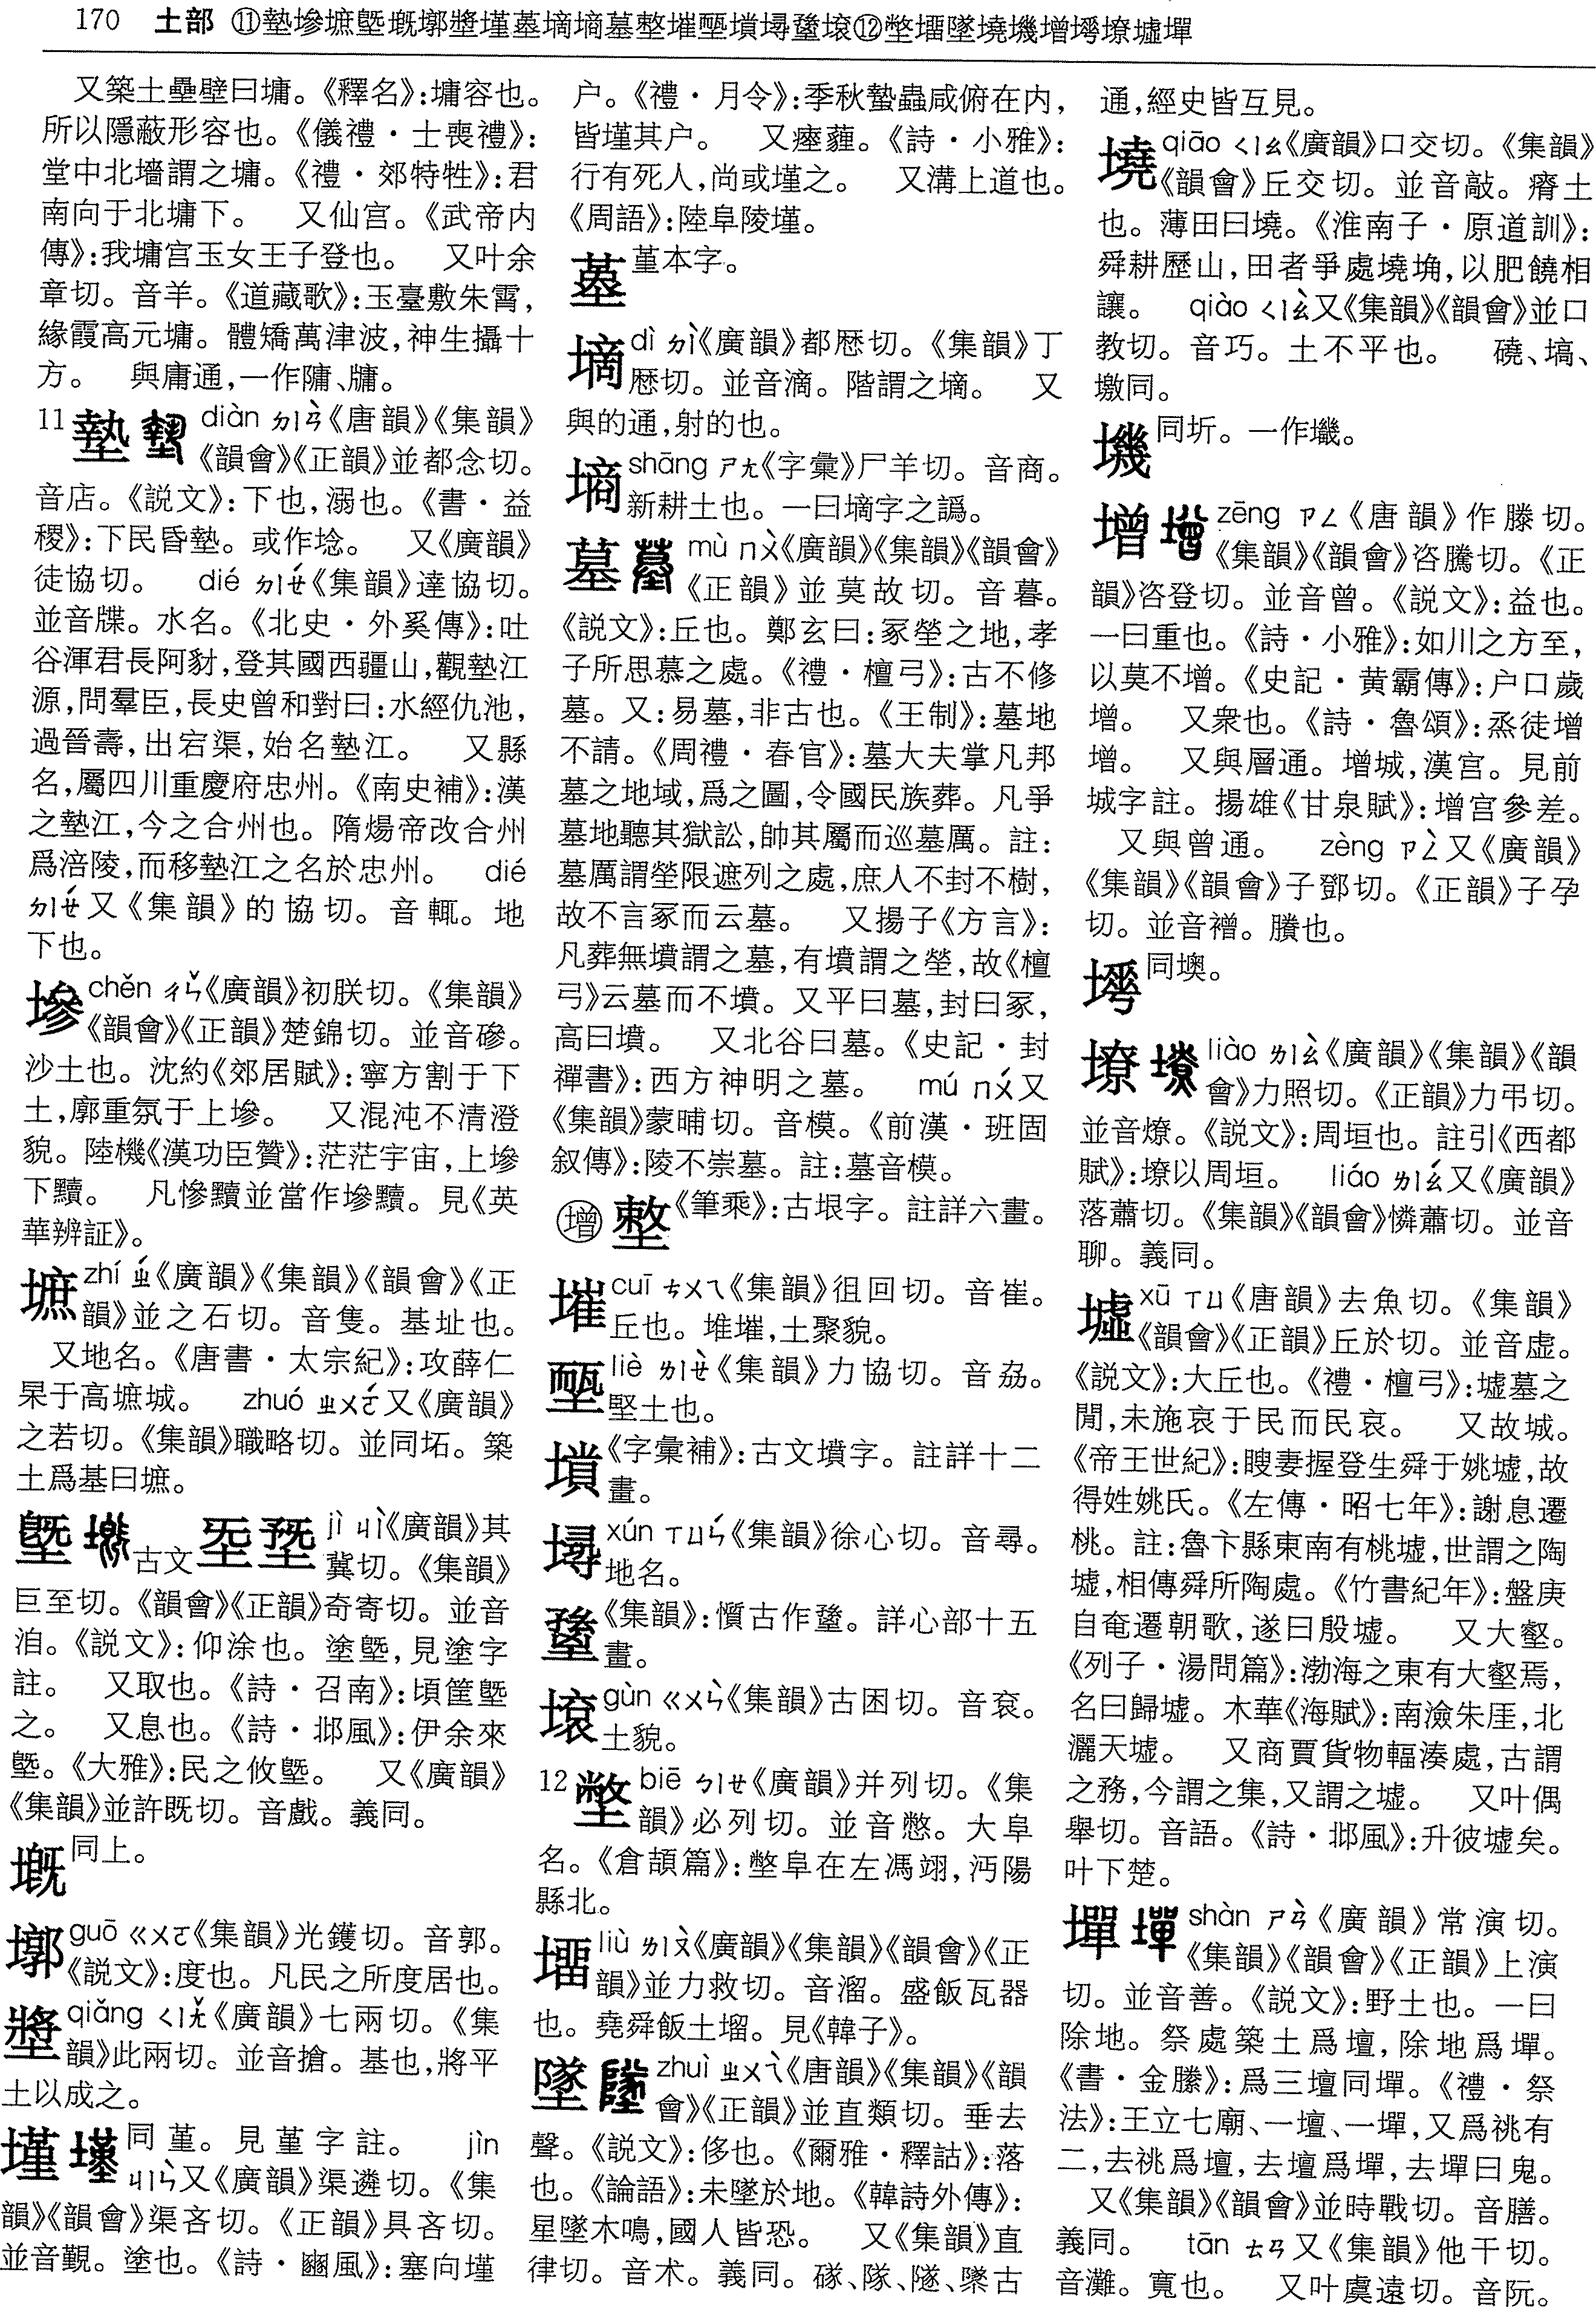 170 土部 ⑪墊墋墌塈墍墎墏墐墓墑墒墓墼墔㙺塤㙸㙻㙥⑫㙪塯墜墝墱增墿墩墟墠
又築土壘壁曰墉。《釋名》:墉容也。
所以隱蔽形容也。《儀禮·士喪禮》:
堂中北墻謂之墉。《禮·郊特牲》:君
南向于北墉下。　又仙宫。《武帝内
傳》:我墉宫玉女王子登也。　又叶余
章切。音羊。《道藏歌》:玉臺敷朱霄,
緣霞高元墉。體矯萬津波,神生攝十
方。　與庸通,一作𨻱、牗。
11 墊 diàn ㄉㄧㄢˋ《唐韻》《集韻》
《韻會》《正韻》並都念切。
音店。《説文》:下也,溺也。《書·益
稷》:下民昏墊。或作埝。　又《廣韻》
徒協切。　dié ㄉㄧㄝˊ《集韻》達協切。
並音牒。水名。《北史·外奚傳》:吐
谷渾君長阿豺,登其國西疆山,觀墊江
源,問羣臣,長史曾和對曰:水經仇池,
過晉壽,出宕渠,始名墊江。　又縣
名,屬四川重慶府忠州。《南史補》:漢
之墊江,今之合州也。隋煬帝改合州
爲涪陵,而移墊江之名於忠州。　dié
ㄉㄧㄝˊ又《集韻》的協切。音輒。地
下也。
墋 chěn ㄔㄣˇ《廣韻》初朕切。《集韻》
《韻會》《正韻》楚錦切。並音磣。
沙土也。沈約《郊居賦》:寧方割于下
土,廓重氛于上墋。　又混沌不清澄
貌。陸機《漢功臣贊》:茫茫宇宙,上墋
下黷。　凡慘黷並當作墋黷。見《英
華辨証》。
墌 zhí ㄓˊ《廣韻》《集韻》《韻會》《正
韻》並之石切。音隻。基址也。
又地名。《唐書·太宗紀》:攻薛仁
杲于高墌城。　zhuó ㄓㄨㄛˊ又《廣韻》
之若切。《集韻》職略切。並同坧。築
土爲基曰墌。
塈 古文 jì ㄐㄧˋ《廣韻》其
冀切。《集韻》
巨至切。《韻會》《正韻》奇寄切。並音
洎。《説文》:仰涂也。塗塈,見塗字
註。　又取也。《詩·召南》:頃筐塈
之。　又息也。《詩·邶風》:伊余來
塈。《大雅》:民之攸塈。　又《廣韻》
《集韻》並許既切。音戲。義同。
墍 同上。
墎 guō ㄍㄨㄛ《集韻》光鑊切。音郭。
《説文》:度也。凡民之所度居也。
墏 qiǎng ㄑㄧㄤˇ《廣韻》七兩切。《集
韻》此兩切。並音搶。基也,將平
土以成之。
墐 同堇。見堇字註。　jìn
ㄐㄧㄣˋ又《廣韻》渠遴切。《集
韻》《韻會》渠吝切。《正韻》具吝切。
並音覲。塗也。《詩·豳風》:塞向墐
户。《禮·月令》:季秋蟄蟲咸俯在内,
皆墐其户。　又瘞薶。《詩·小雅》:
行有死人,尚或墐之。　又溝上道也。
《周語》:陸阜陵墐。
堇本字。
墑 dì ㄉㄧˋ《廣韻》都歷切。《集韻》丁
歷切。並音滴。階謂之墑。　又
與的通,射的也。
墒 shāng ㄕㄤ《字彙》尸羊切。音商。
新耕土也。一曰墑字之譌。
墓 mù ㄇㄨˋ《廣韻》《集韻》《韻會》
《正韻》並莫故切。音暮。
《説文》:丘也。鄭玄曰:冢塋之地,孝
子所思慕之處。《禮·檀弓》:古不修
墓。又:易墓,非古也。《王制》:墓地
不請。《周禮·春官》:墓大夫掌凡邦
墓之地域,爲之圖,令國民族葬。凡爭
墓地聽其獄訟,帥其屬而巡墓厲。註:
墓厲謂塋限遮列之處,庶人不封不樹,
故不言冢而云墓。　又揚子《方言》:
凡葬無墳謂之墓,有墳謂之塋,故《檀
弓》云墓而不墳。又平曰墓,封曰冢,
高曰墳。　又北谷曰墓。《史記·封
禪書》:西方神明之墓。　mú ㄇㄨˊ又
《集韻》蒙晡切。音模。《前漢·班固
叙傳》:陵不崇墓。註:墓音模。
增 《筆乘》:古垠字。註詳六畫。
墔 cuī ㄘㄨㄟ《集韻》徂回切。音崔。
丘也。堆墔,土聚貌。
liè ㄌㄧㄝˋ《集韻》力協切。音劦。
堅土也。
《字彙補》:古文墳字。註詳十二
畫。
xún ㄒㄩㄣˊ《集韻》徐心切。音尋。
地名。
《集韻》:懫古作。詳心部十五
畫。
gùn ㄍㄨㄣˋ《集韻》古困切。音袞。
土貌。
12 biē ㄅㄧㄝ《廣韻》并列切。《集
韻》必列切。並音憋。大阜
名。《倉頡篇》:阜在左馮翊,沔陽
縣北。
塯 liù ㄌㄧㄡˋ《廣韻》《集韻》《韻會》《正
韻》並力救切。音溜。盛飯瓦器
也。堯舜飯土塯。見《韓子》。
墜 zhuì ㄓㄨㄟˋ《唐韻》《集韻》《韻
會》《正韻》並直類切。垂去
聲。《説文》:侈也。《爾雅·釋詁》:落
也。《論語》:未墜於地。《韓詩外傳》:
星墜木鳴,國人皆恐。　又《集韻》直
律切。音术。義同。䃍、隊、隧、㒸古
通,經史皆互見。
墝 qiāo ㄑㄧㄠ《廣韻》口交切。《集韻》
《韻會》丘交切。並音敲。瘠土
也。薄田曰墝。《淮南子·原道訓》:
舜耕歷山,田者爭處墝埆,以肥饒相
讓。　qiào ㄑㄧㄠˋ又《集韻》《韻會》並口
教切。音巧。土不平也。　磽、塙、
墽同。
同圻。一作㙨。
增 zēng ㄗㄥ《唐韻》作滕切。
《集韻》《韻會》咨騰切。《正
韻》咨登切。並音曾。《説文》:益也。
一曰重也。《詩·小雅》:如川之方至,
以莫不增。《史記·黄霸傳》:户口歲
增。　又衆也。《詩·魯頌》:烝徒增
增。　又與層通。增城,漢宫。見前
城字註。揚雄《甘泉賦》:增宫參差。
又與曾通。　zèng ㄗㄥˋ又《廣韻》
《集韻》《韻會》子鄧切。《正韻》子孕
切。並音䙢。賸也。
同墺。
liào ㄌㄧㄠˋ《廣韻》《集韻》《韻
會》力照切。《正韻》力弔切。
並音燎。《説文》:周垣也。註引《西都
賦》:𡑍以周垣。　liáo ㄌㄧㄠˊ又《廣韻》
落蕭切。《集韻》《韻會》憐蕭切。並音
聊。義同。
墟 xū ㄒㄩ《唐韻》去魚切。《集韻》
《韻會》《正韻》丘於切。並音虚。
《説文》:大丘也。《禮·檀弓》:墟墓之
閒,未施哀于民而民哀。　又故城。
《帝王世紀》:瞍妻握登生舜于姚墟,故
得姓姚氏。《左傳·昭七年》:謝息遷
桃。註:魯卞縣東南有桃墟,世謂之陶
墟,相傳舜所陶處。《竹書紀年》:盤庚
自奄遷朝歌,遂曰殷墟。　又大壑。
《列子·湯問篇》:渤海之東有大壑焉,
名曰歸墟。木華《海賦》:南澰朱厓,北
灑天墟。　又商賈貨物輻湊處,古謂
之務,今謂之集,又謂之墟。　又叶偶
舉切。音語。《詩·邶風》:升彼墟矣。
叶下楚。
墠 shàn ㄕㄢˋ《廣韻》常演切。
《集韻》《韻會》《正韻》上演
切。並音善。《説文》:野土也。一曰
除地。祭處築土爲壇,除地爲墠。
《書·金縢》:爲三壇同墠。《禮·祭
法》:王立七廟、一壇、一墠,又爲祧有
二,去祧爲壇,去壇爲墠,去墠曰鬼。
又《集韻》《韻會》並時戰切。音膳。
義同。　tān ㄊㄢ又《集韻》他干切。
音灘。寬也。　又叶虞遠切。音阮。